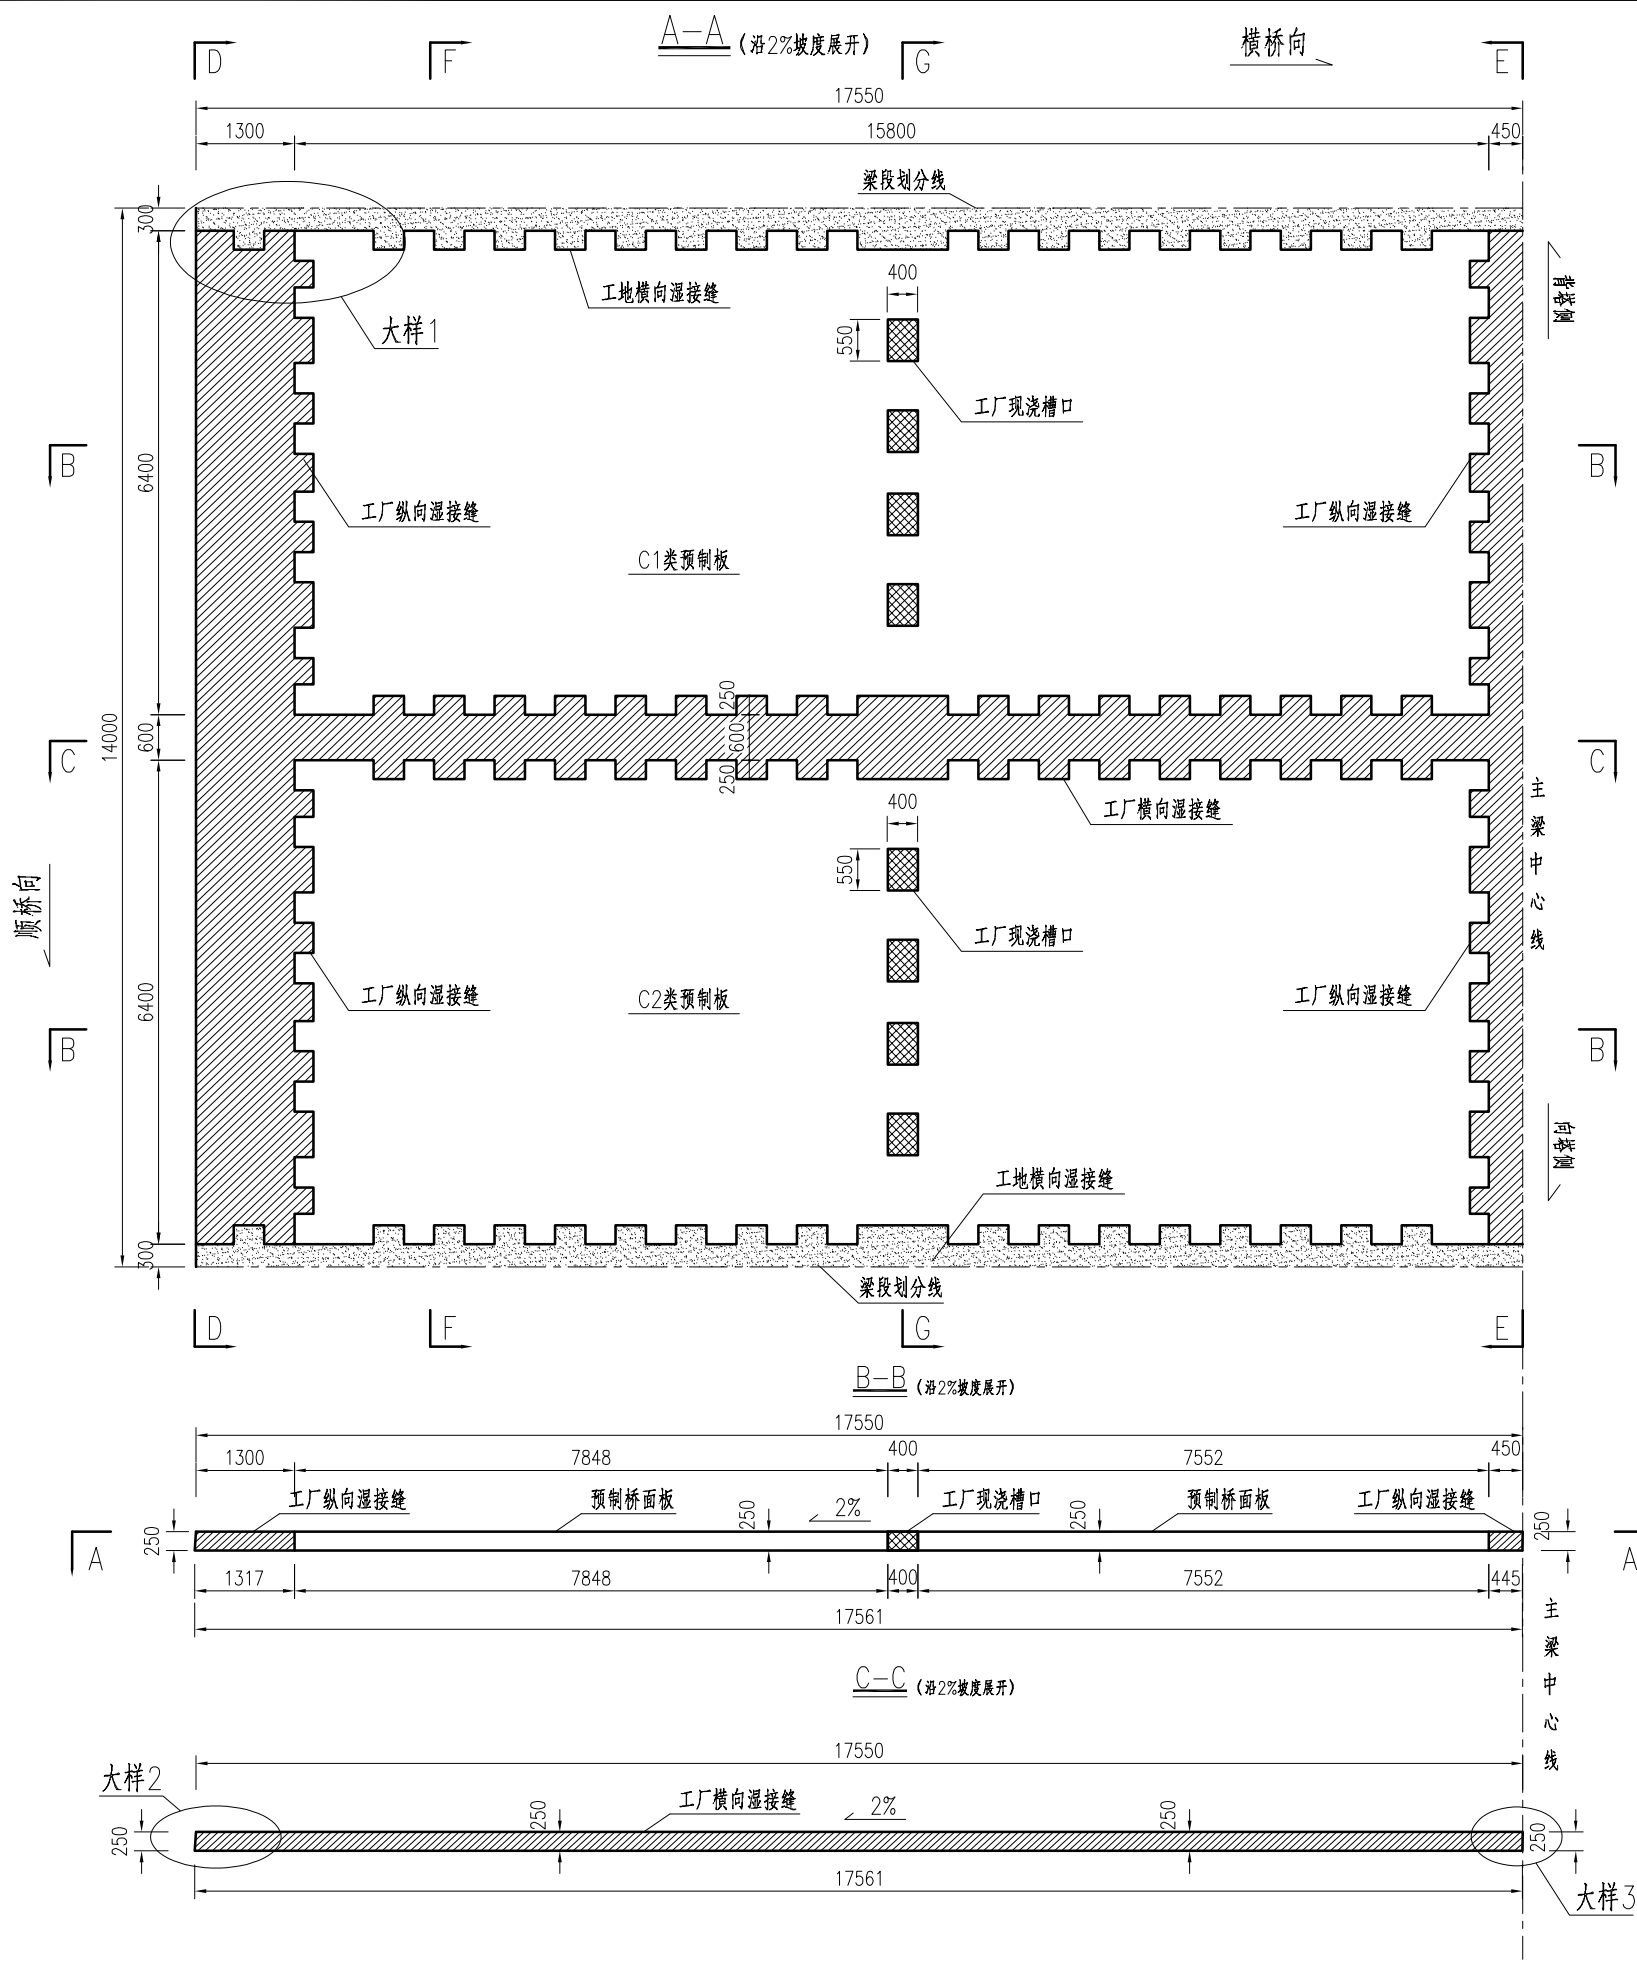 A-A (沿2%坡度展开)
横桥向
D
F
G
E
17550
1300
15800
450
梁段划分线
300
工地横向湿接缝
400
背塔侧
大样1
550
工厂现浇槽口
B
B
6400
工厂纵向湿接缝
工厂纵向湿接缝
C1类预制板
250
14000
600
600
C
C
250
400
工厂横向湿接缝
主梁中心线
550
顺桥向
工厂现浇槽口
6400
工厂纵向湿接缝
C2类预制板
工厂纵向湿接缝
B
B
向塔侧
工地横向湿接缝
300
梁段划分线
D
F
G
E
B-B (沿2%坡度展开)
17550
1300
7848
400
7552
450
工厂纵向湿接缝
预制桥面板
250
2%
工厂现浇槽口
250
预制桥面板
工厂纵向湿接缝
250
250
A
A
1317
7848
400
7552
445
17561
主梁中心线
C-C (沿2%坡度展开)
17550
大样2
工厂横向湿接缝
250
2%
250
250
250
17561
大样3